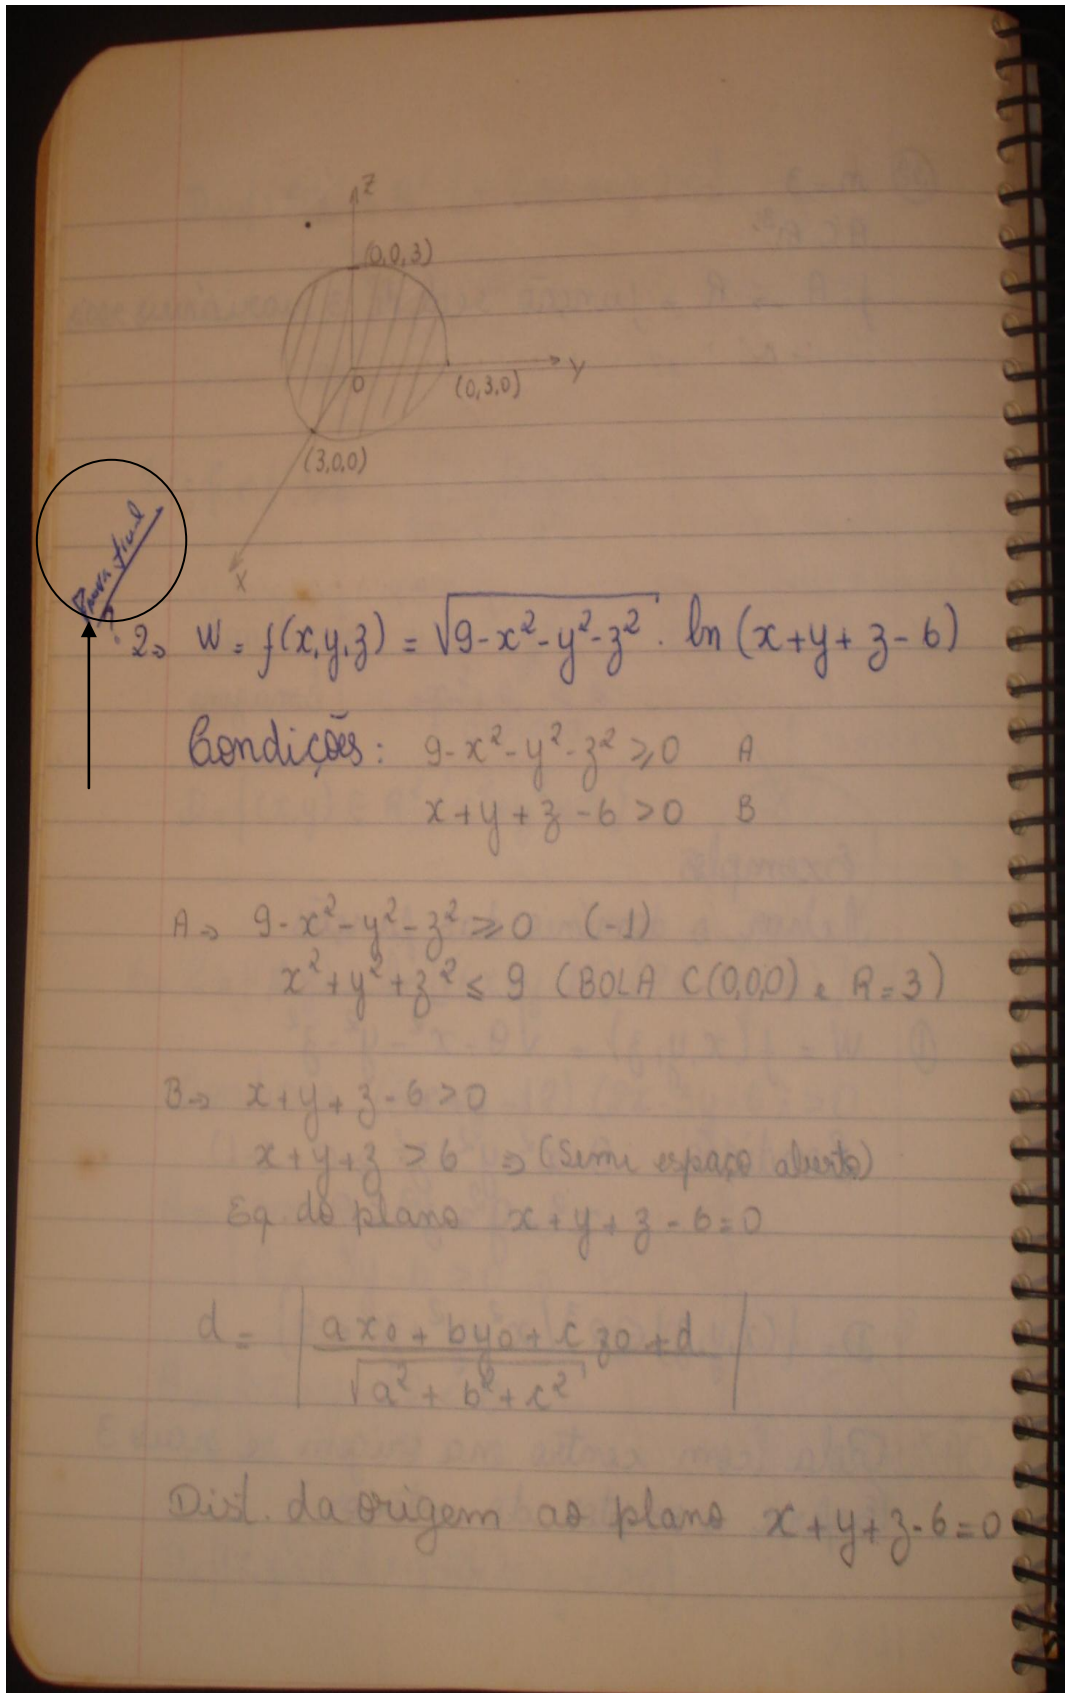 Z
(0,0,3)
0
Y
(0,3,0)
(3,0,0)
X
Prova final
2⇒ W = f(x,y,z) = √(9-x²-y²-z²) · ln (x+y+z-6)
Condições: 9-x²-y²-z² ≥ 0 A
x+y+z-6 > 0 B
A⇒ 9-x²-y²-z² ≥ 0 (-1)
x²+y²+z² ≤ 9 (BOLA C(0,0,0) e R=3)
B⇒ x+y+z-6>0
x+y+z > 6 ⇒ (Semi espaço aberto)
Eq. do plano x+y+z-6=0
d = | ax0 + by0 + cz0 + d / √(a²+b²+c²) |
Dist. da origem ao plano x+y+z-6=0